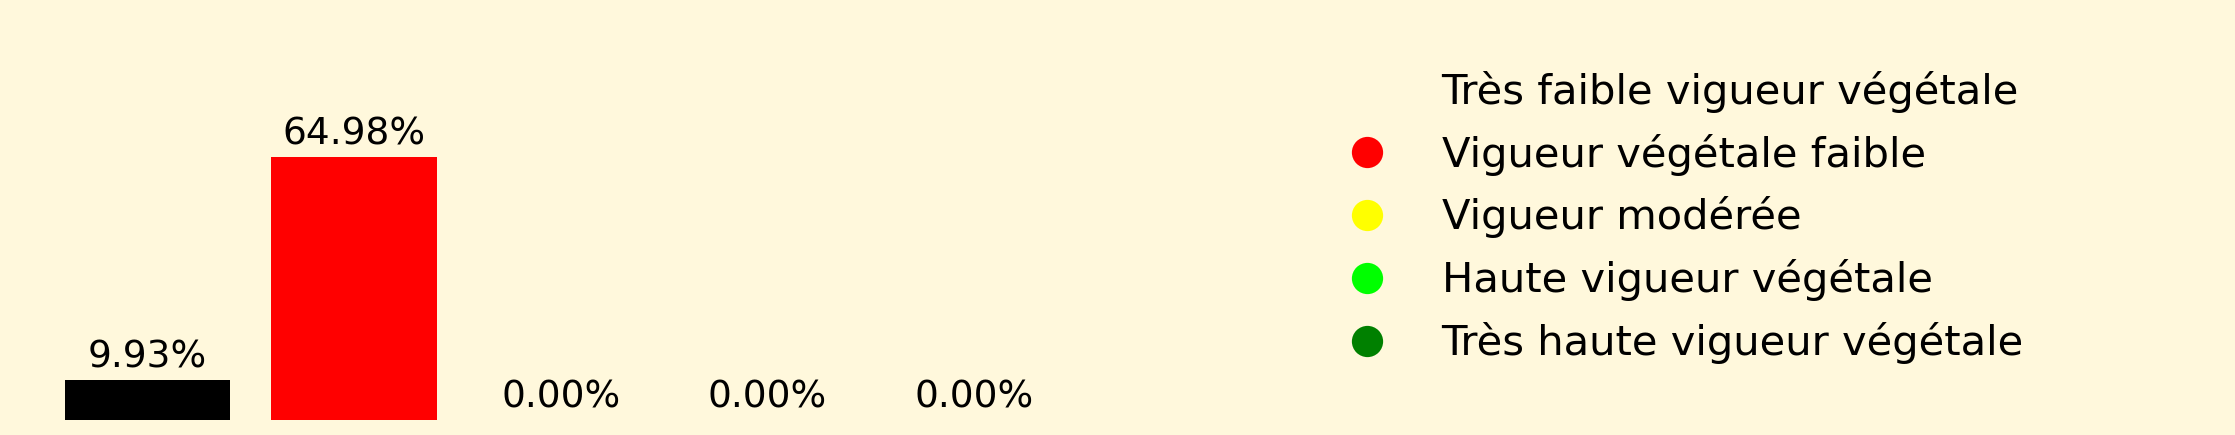 64.98%
9.93%
0.00%
0.00%
0.00%
Très faible vigueur végétale
Vigueur végétale faible
Vigueur modérée
Haute vigueur végétale
Très haute vigueur végétale